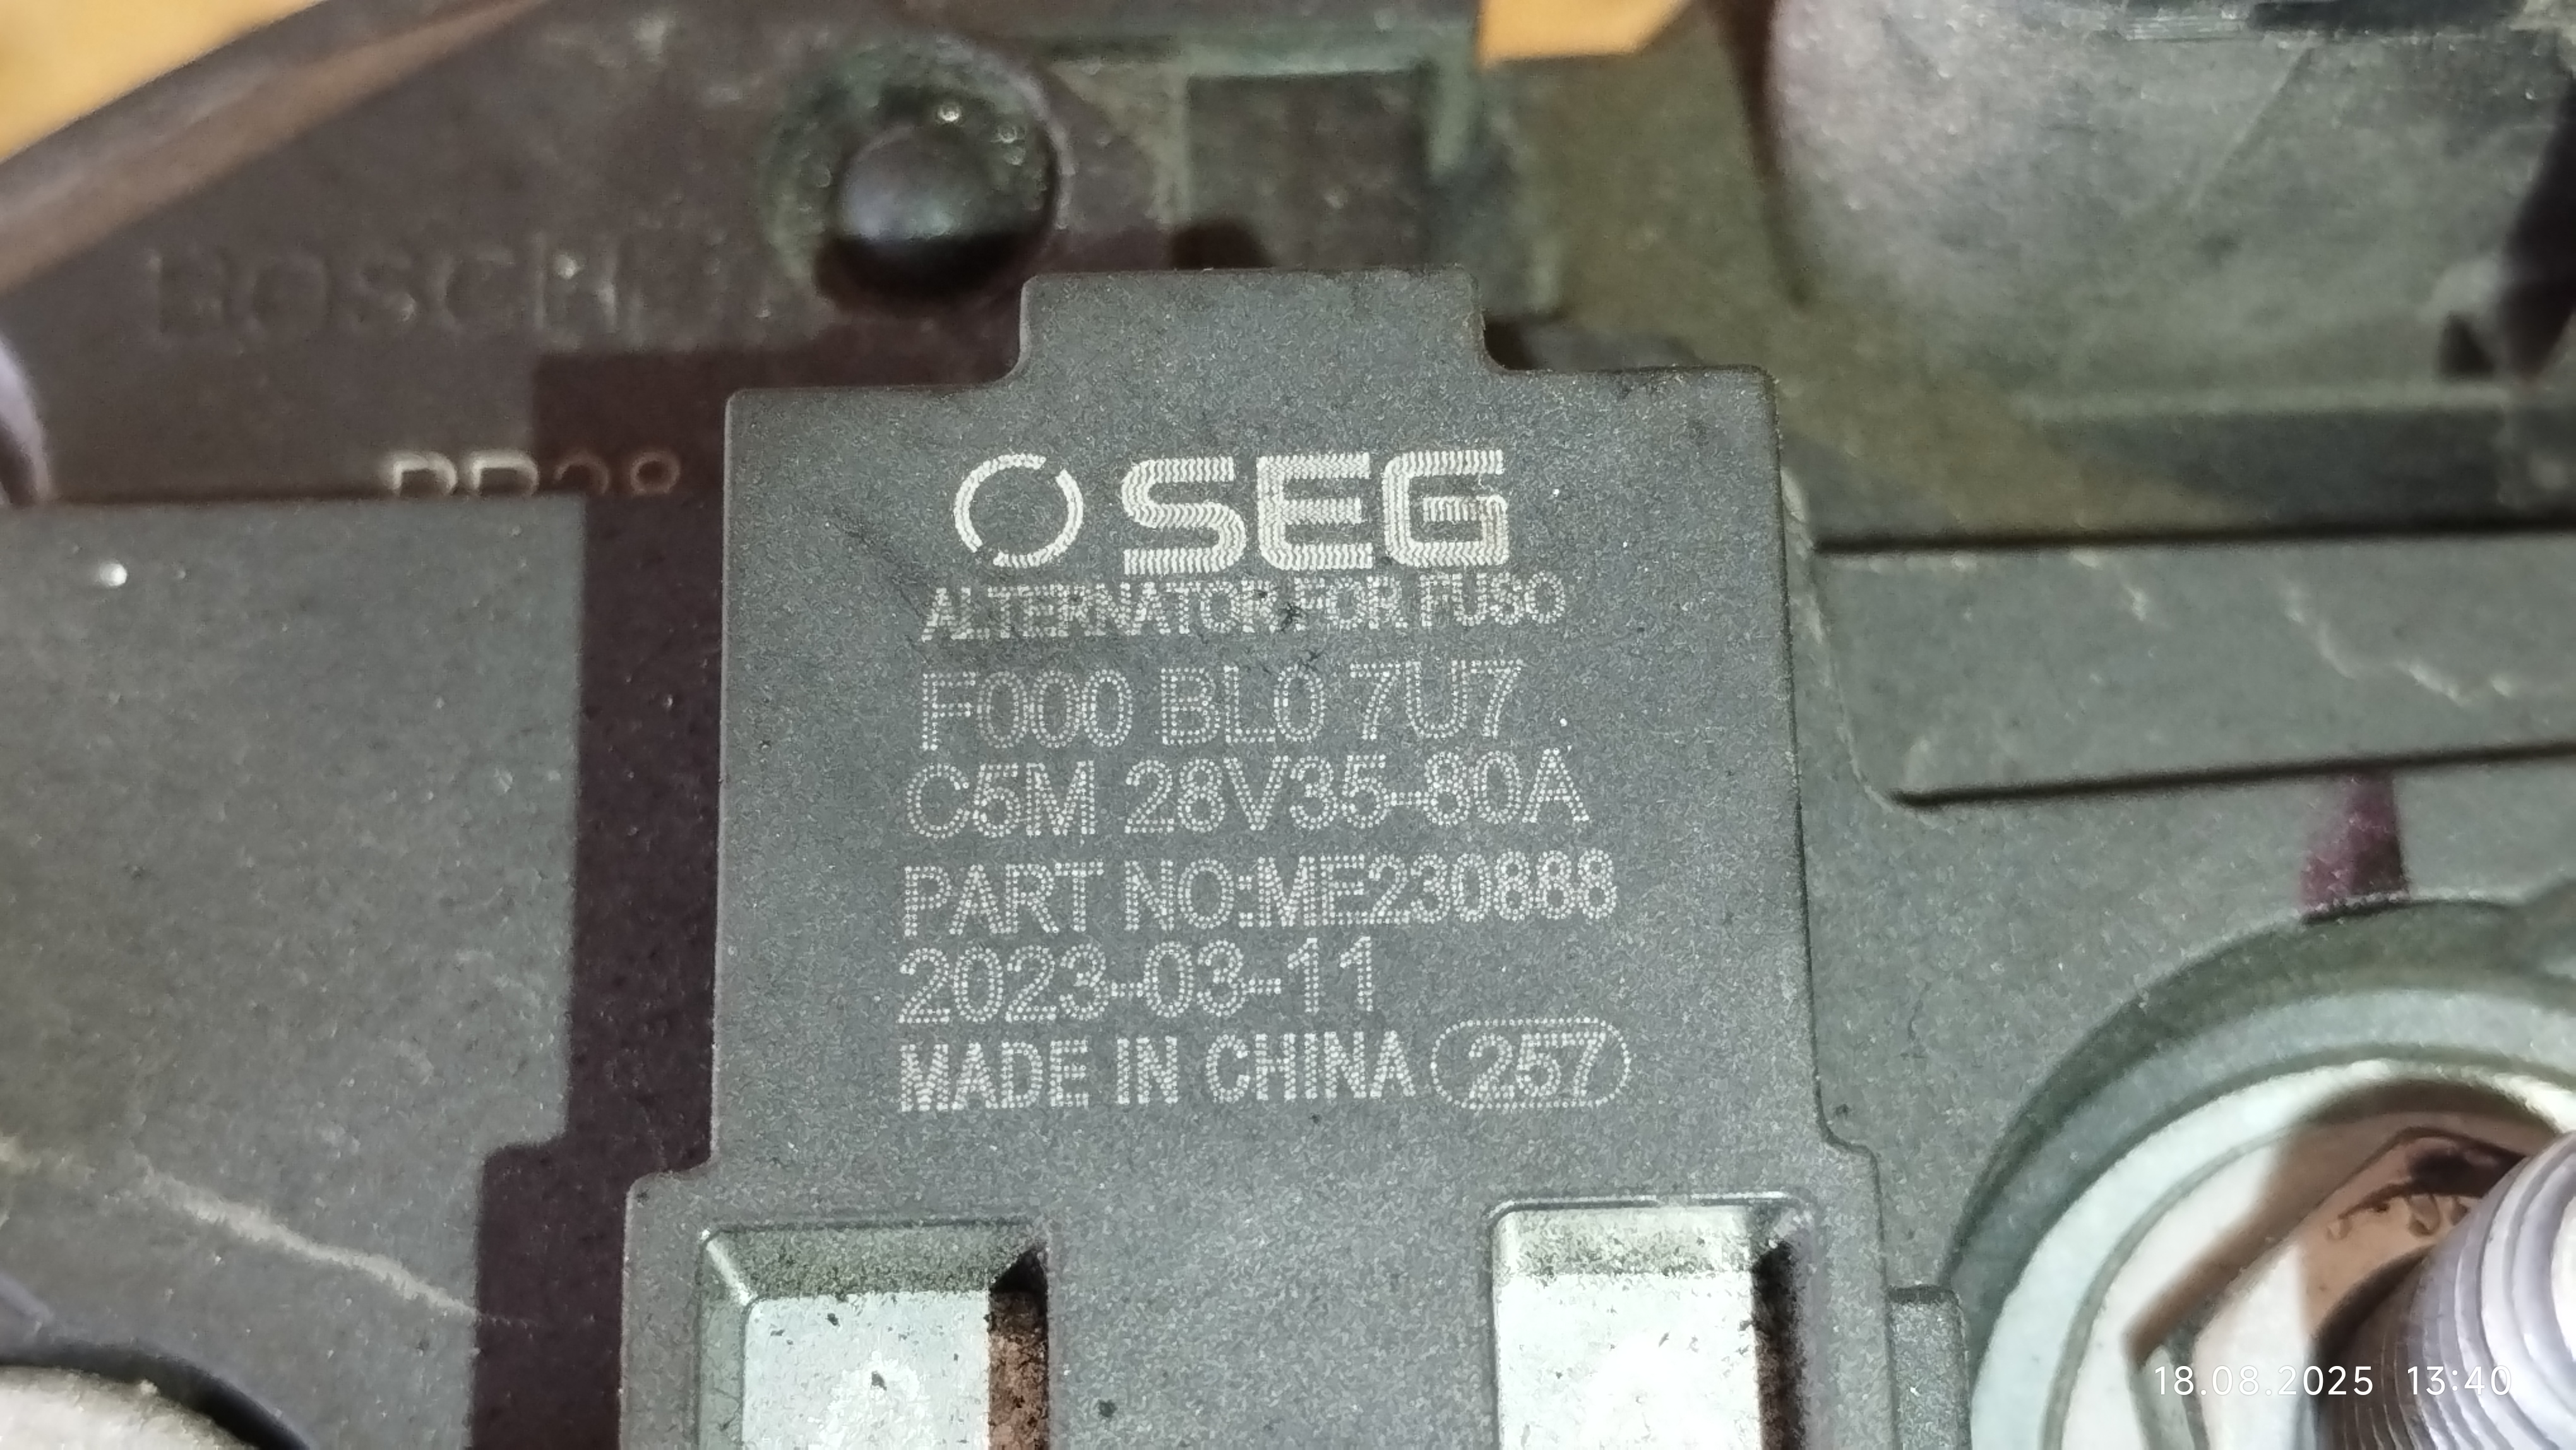 BOSCH
SEG
ALTERNATOR FOR FUSO
F000 BL0 7U7
C5M 28V35-80A
PART NO:ME230888
2023-03-11
MADE IN CHINA 257
18.08.2025 13:40